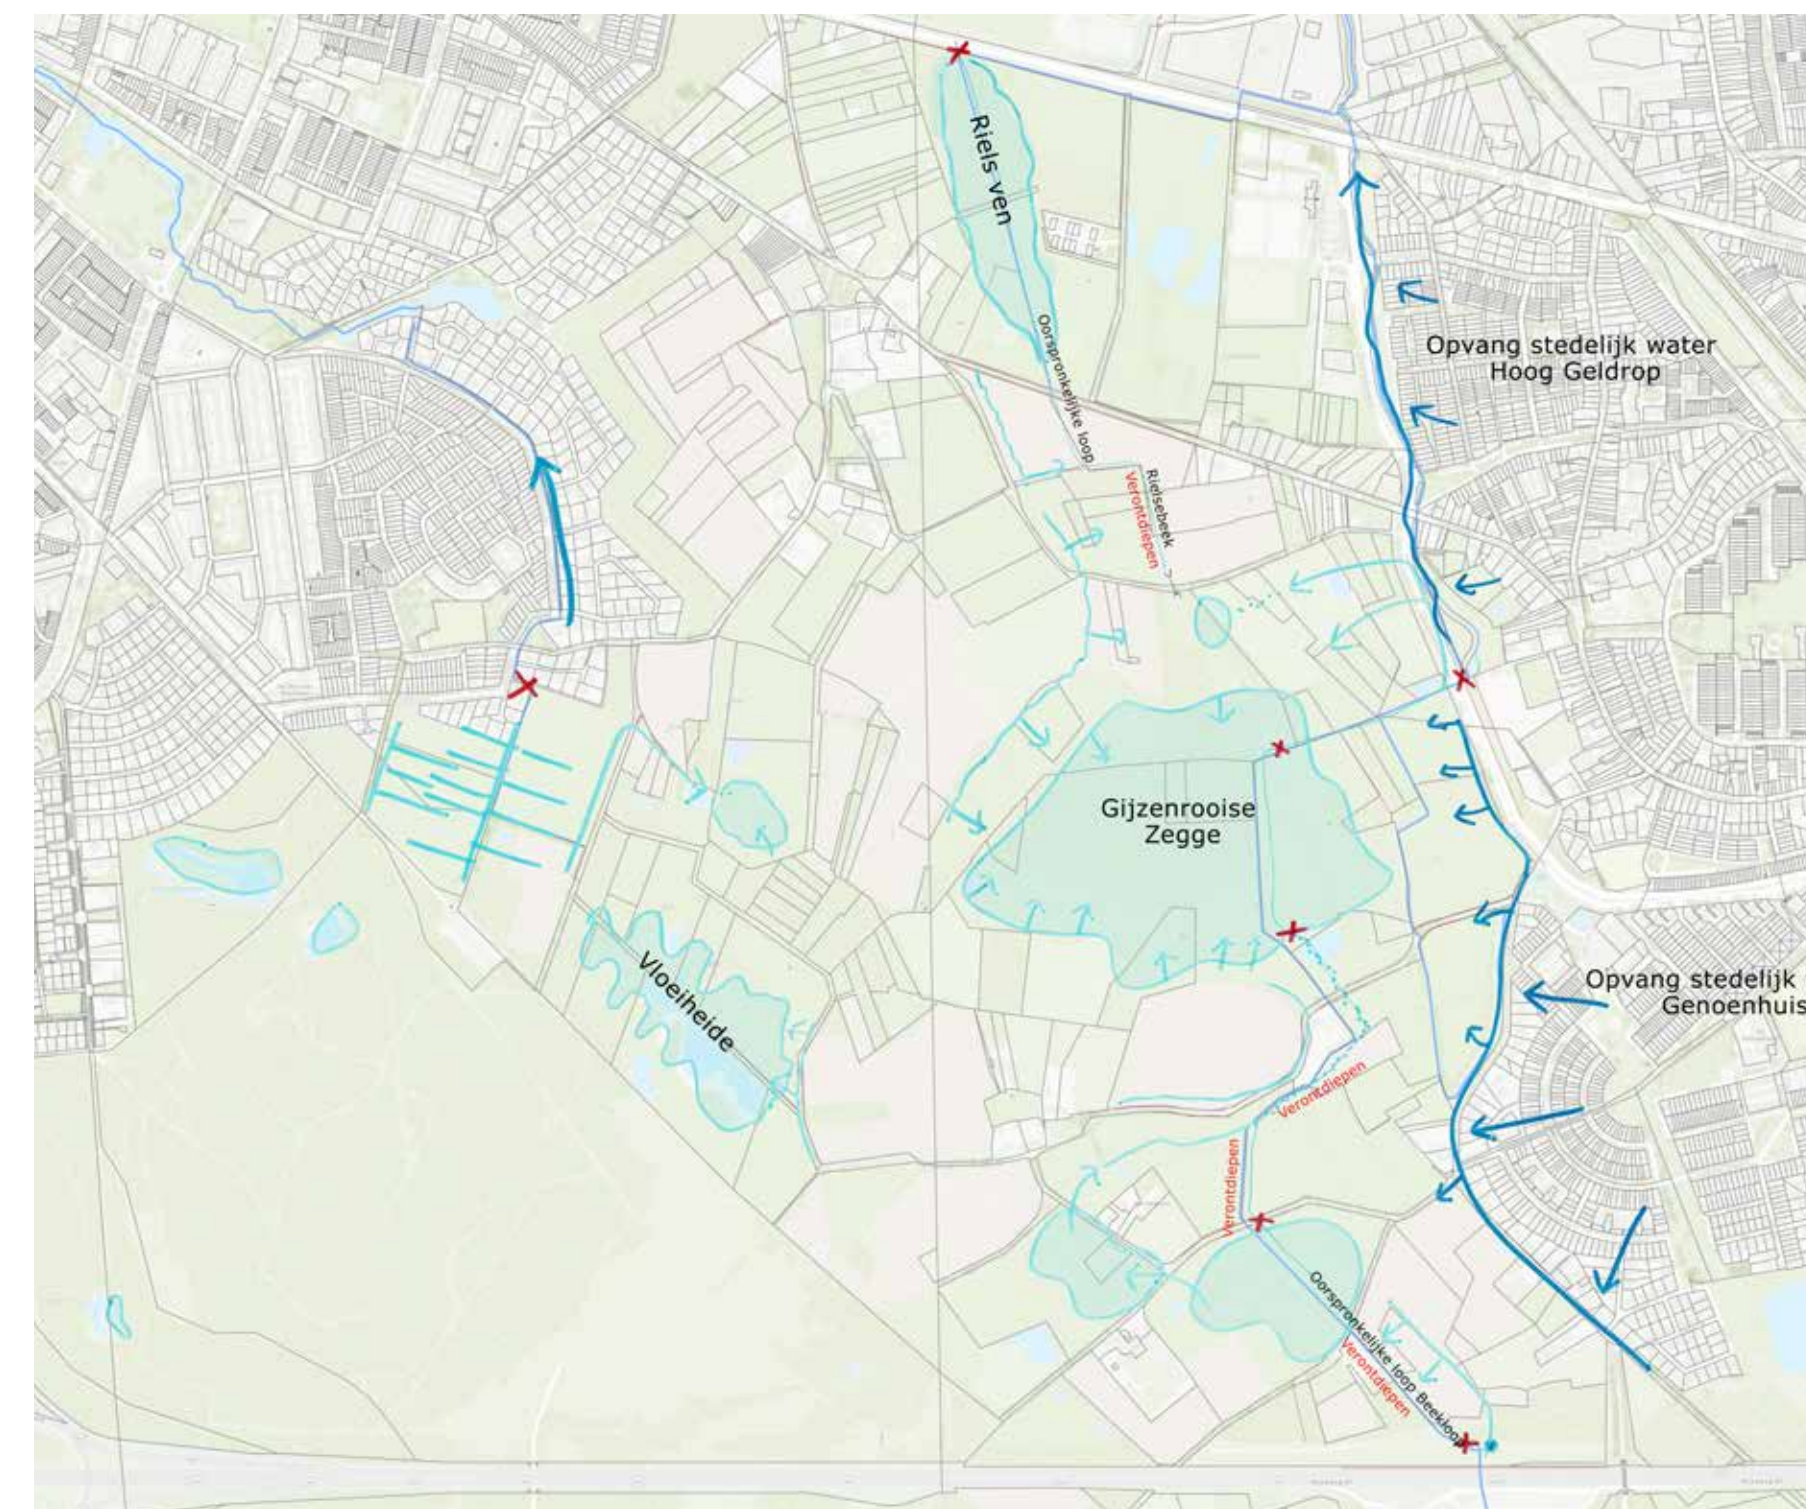 Riels ven
Oorspronkelijke loop
Opvang stedelijk water
Hoog Geldrop
Rielsebeek
Verontdiepen
Gijzenrooise
Zegge
Vloeiheide
Opvang stedelijk
Genoenhuis
Verontdiepen
Verontdiepen
Oorspronkelijke loop Beekloop
Verontdiepen